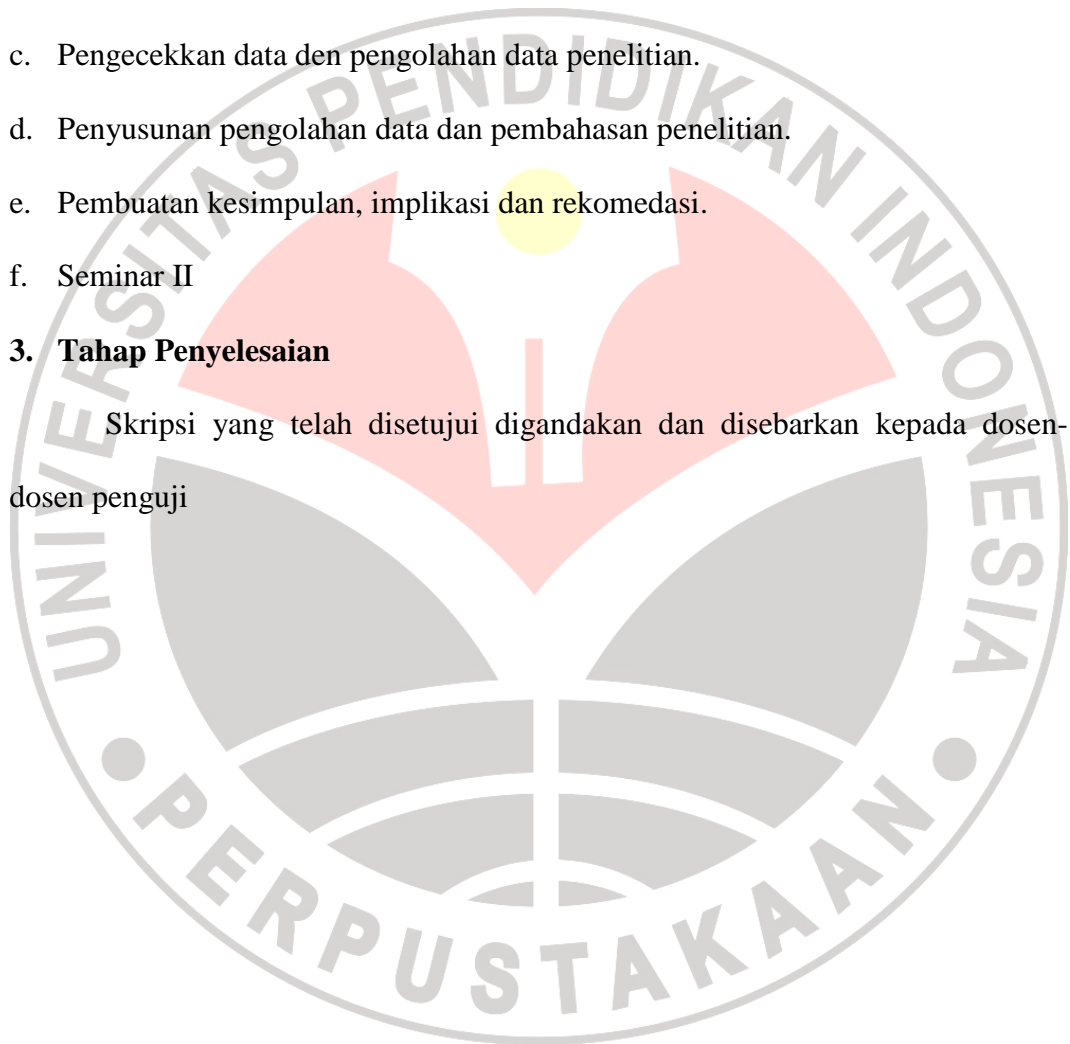 c. Pengecekkan data den pengolahan data penelitian.
d. Penyusunan pengolahan data dan pembahasan penelitian.
e. Pembuatan kesimpulan, implikasi dan rekomedasi.
f. Seminar II
3. Tahap Penyelesaian
Skripsi yang telah disetujui digandakan dan disebarkan kepada dosen-
dosen penguji
UNIVERSITAS PENDIDIKAN INDONESIA
PERPUSTAKAAN